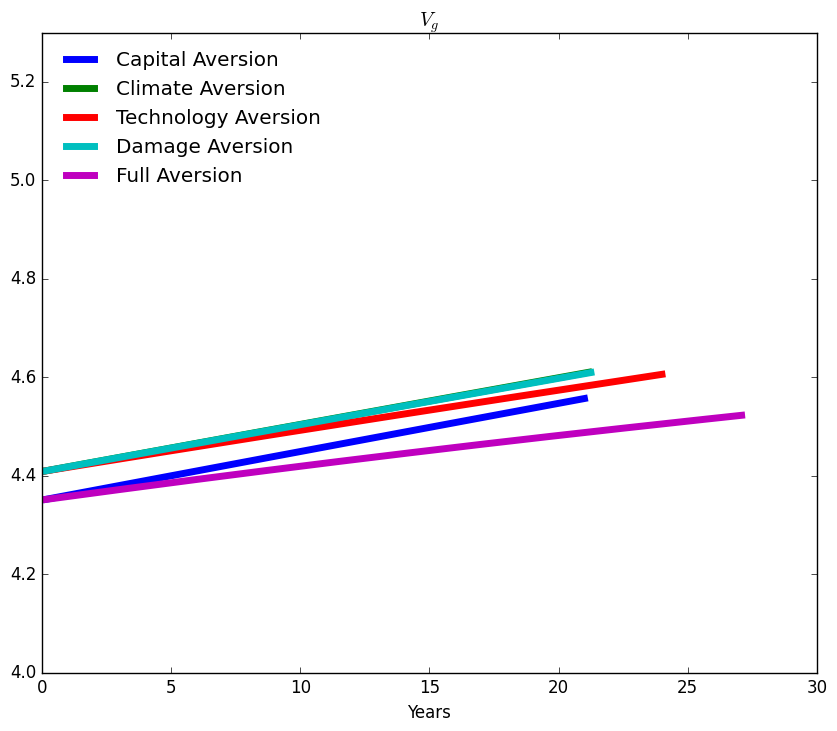 V_g
Capital Aversion
Climate Aversion
Technology Aversion
Damage Aversion
Full Aversion
5.2
5.0
4.8
4.6
4.4
4.2
4.0
0 5 10 15 20 25 30
Years